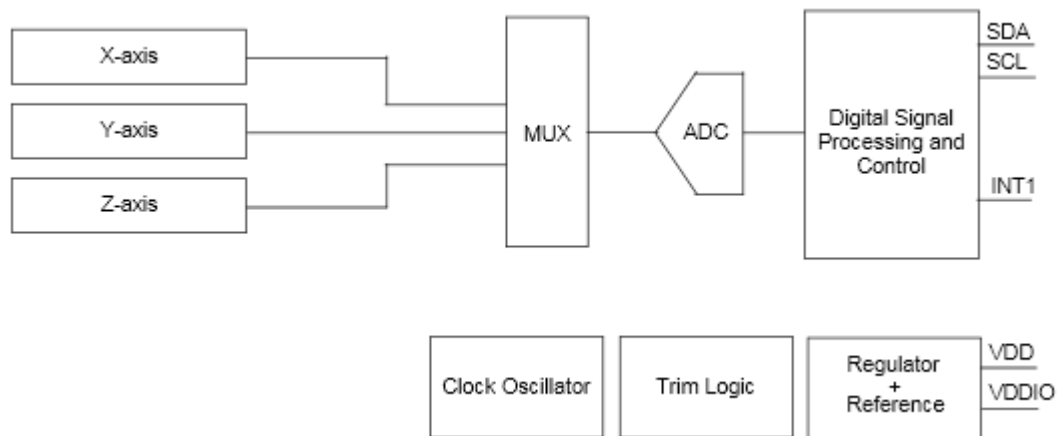 X-axis
Y-axis
Z-axis
MUX
ADC
Digital Signal
Processing and
Control
SDA
SCL
INT1
Clock Oscillator
Trim Logic
Regulator
+
Reference
VDD
VDDIO